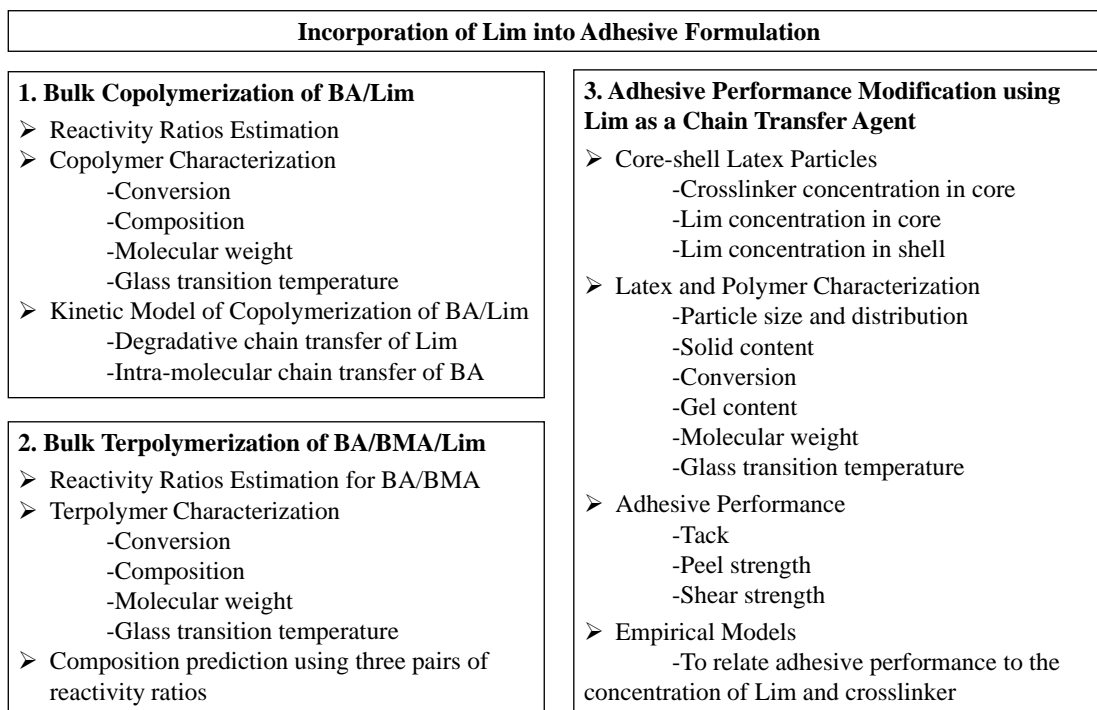 Incorporation of Lim into Adhesive Formulation
1. Bulk Copolymerization of BA/Lim
➢ Reactivity Ratios Estimation
➢ Copolymer Characterization
-Conversion
-Composition
-Molecular weight
-Glass transition temperature
➢ Kinetic Model of Copolymerization of BA/Lim
-Degradative chain transfer of Lim
-Intra-molecular chain transfer of BA
2. Bulk Terpolymerization of BA/BMA/Lim
➢ Reactivity Ratios Estimation for BA/BMA
➢ Terpolymer Characterization
-Conversion
-Composition
-Molecular weight
-Glass transition temperature
➢ Composition prediction using three pairs of
reactivity ratios
3. Adhesive Performance Modification using
Lim as a Chain Transfer Agent
➢ Core-shell Latex Particles
-Crosslinker concentration in core
-Lim concentration in core
-Lim concentration in shell
➢ Latex and Polymer Characterization
-Particle size and distribution
-Solid content
-Conversion
-Gel content
-Molecular weight
-Glass transition temperature
➢ Adhesive Performance
-Tack
-Peel strength
-Shear strength
➢ Empirical Models
-To relate adhesive performance to the
concentration of Lim and crosslinker